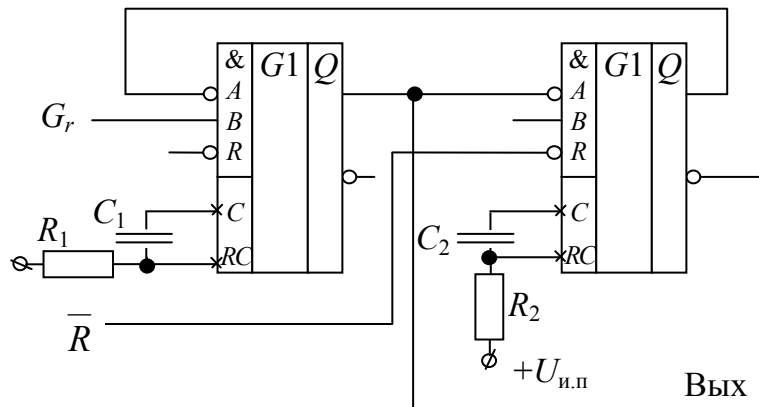 & G1 Q
A
B
R
C
RC
G_r
C_1
R_1
R̅
& G1 Q
A
B
R
C
RC
C_2
R_2
+U_и.п
Вых